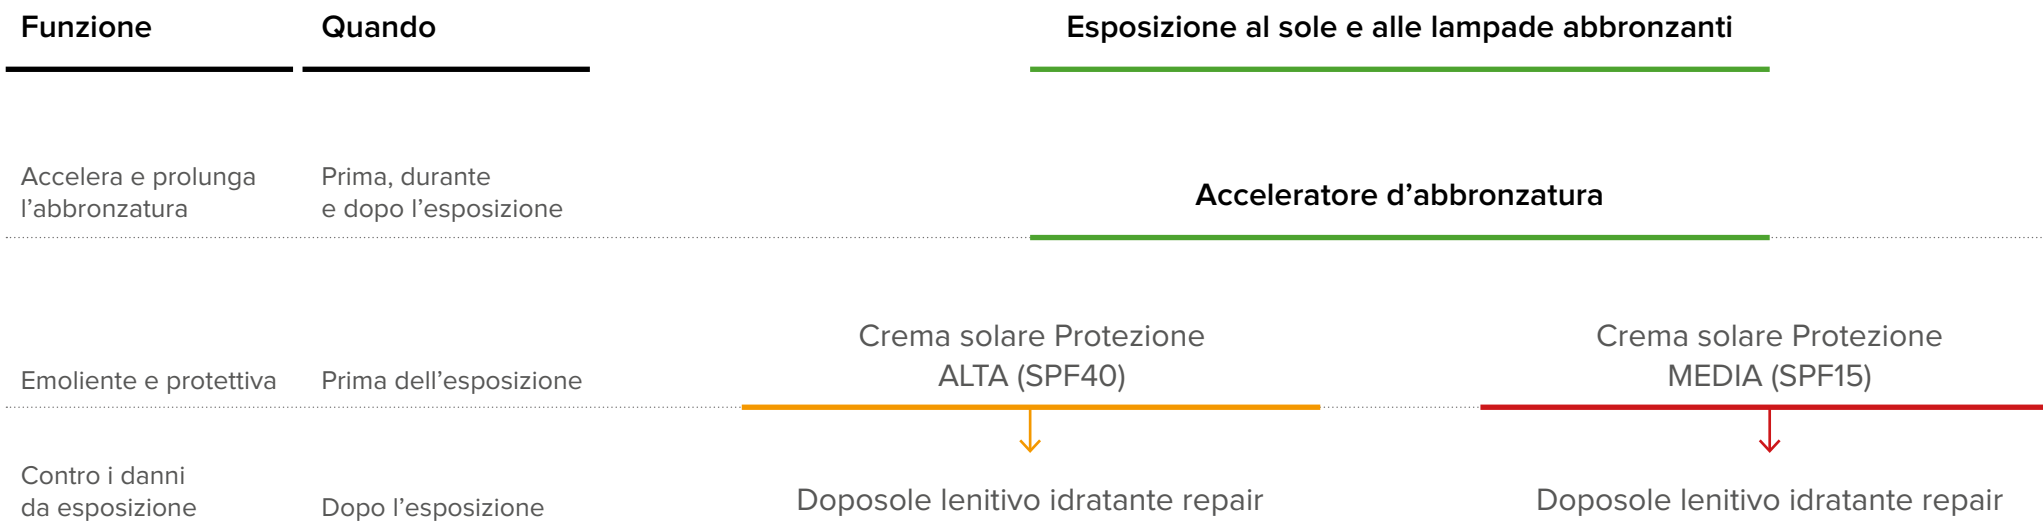 Funzione
Quando
Esposizione al sole e alle lampade abbronzanti
Accelera e prolunga
l’abbronzatura
Prima, durante
e dopo l’esposizione
Acceleratore d’abbronzatura
Emoliente e protettiva
Prima dell’esposizione
Crema solare Protezione
ALTA (SPF40)
Crema solare Protezione
MEDIA (SPF15)
Contro i danni
da esposizione
Dopo l’esposizione
Doposole lenitivo idratante repair
Doposole lenitivo idratante repair